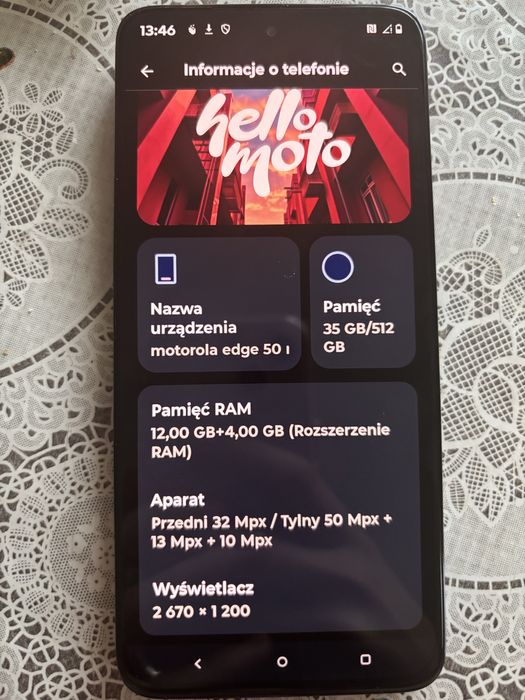 13:46
Informacje o telefonie
hello
moto
Nazwa
urządzenia
motorola edge 50
Pamięć
35 GB/512
GB
Pamięć RAM
12,00 GB+4,00 GB (Rozszerzenie
RAM)
Aparat
Przedni 32 Mpx / Tylny 50 Mpx +
13 Mpx + 10 Mpx
Wyświetlacz
2 670 × 1 200